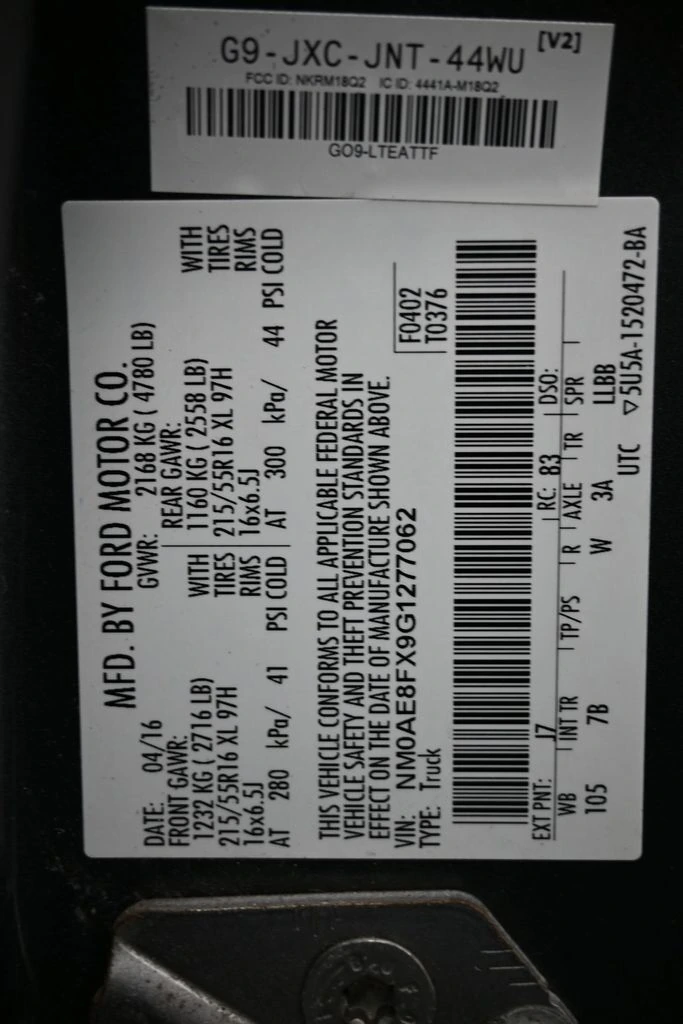 G9-JXC-JNT-44WU [V2]
FCC ID: NKRM18Q2 IC ID: 4441A-M18Q2
GO9-LTEATTF
MFD. BY FORD MOTOR CO.
DATE: 04/16 GVWR: 2168 KG ( 4780 LB)
FRONT GAWR: REAR GAWR:
1232 KG ( 2716 LB) WITH 1160 KG ( 2558 LB) WITH
215/55R16 XL 97H TIRES 215/55R16 XL 97H TIRES
16x6.5J RIMS 16x6.5J RIMS
AT 280 kPa/ 41 PSI COLD AT 300 kPa/ 44 PSI COLD
THIS VEHICLE CONFORMS TO ALL APPLICABLE FEDERAL MOTOR
VEHICLE SAFETY AND THEFT PREVENTION STANDARDS IN
EFFECT ON THE DATE OF MANUFACTURE SHOWN ABOVE.
VIN: NM0AE8FX9G1277062 F0402
TYPE: Truck T0376
EXT PNT: J7 RC: 83 DSO:
WB INT TR TP/PS R AXLE TR SPR
105 7B W 3A LLBB
UTC ▽5U5A-1520472-BA